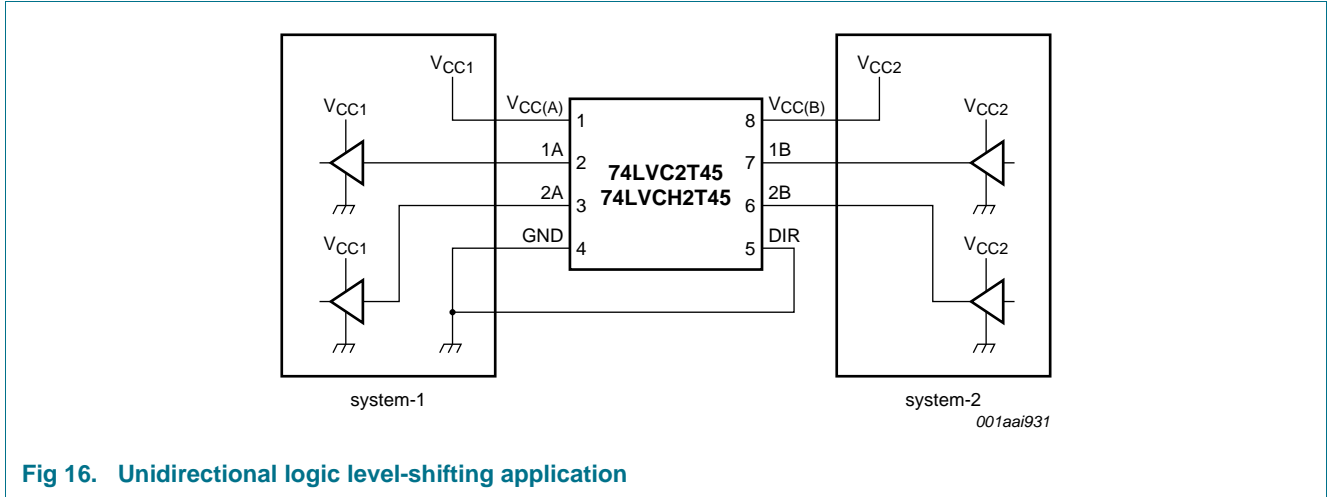 VCC1
VCC2
VCC1
VCC(A)
1
8
VCC(B)
VCC2
1A
2
74LVC2T45
7
1B
2A
3
74LVCH2T45
6
2B
VCC1
GND
4
5
DIR
VCC2
system-1
system-2
001aai931
Fig 16. Unidirectional logic level-shifting application